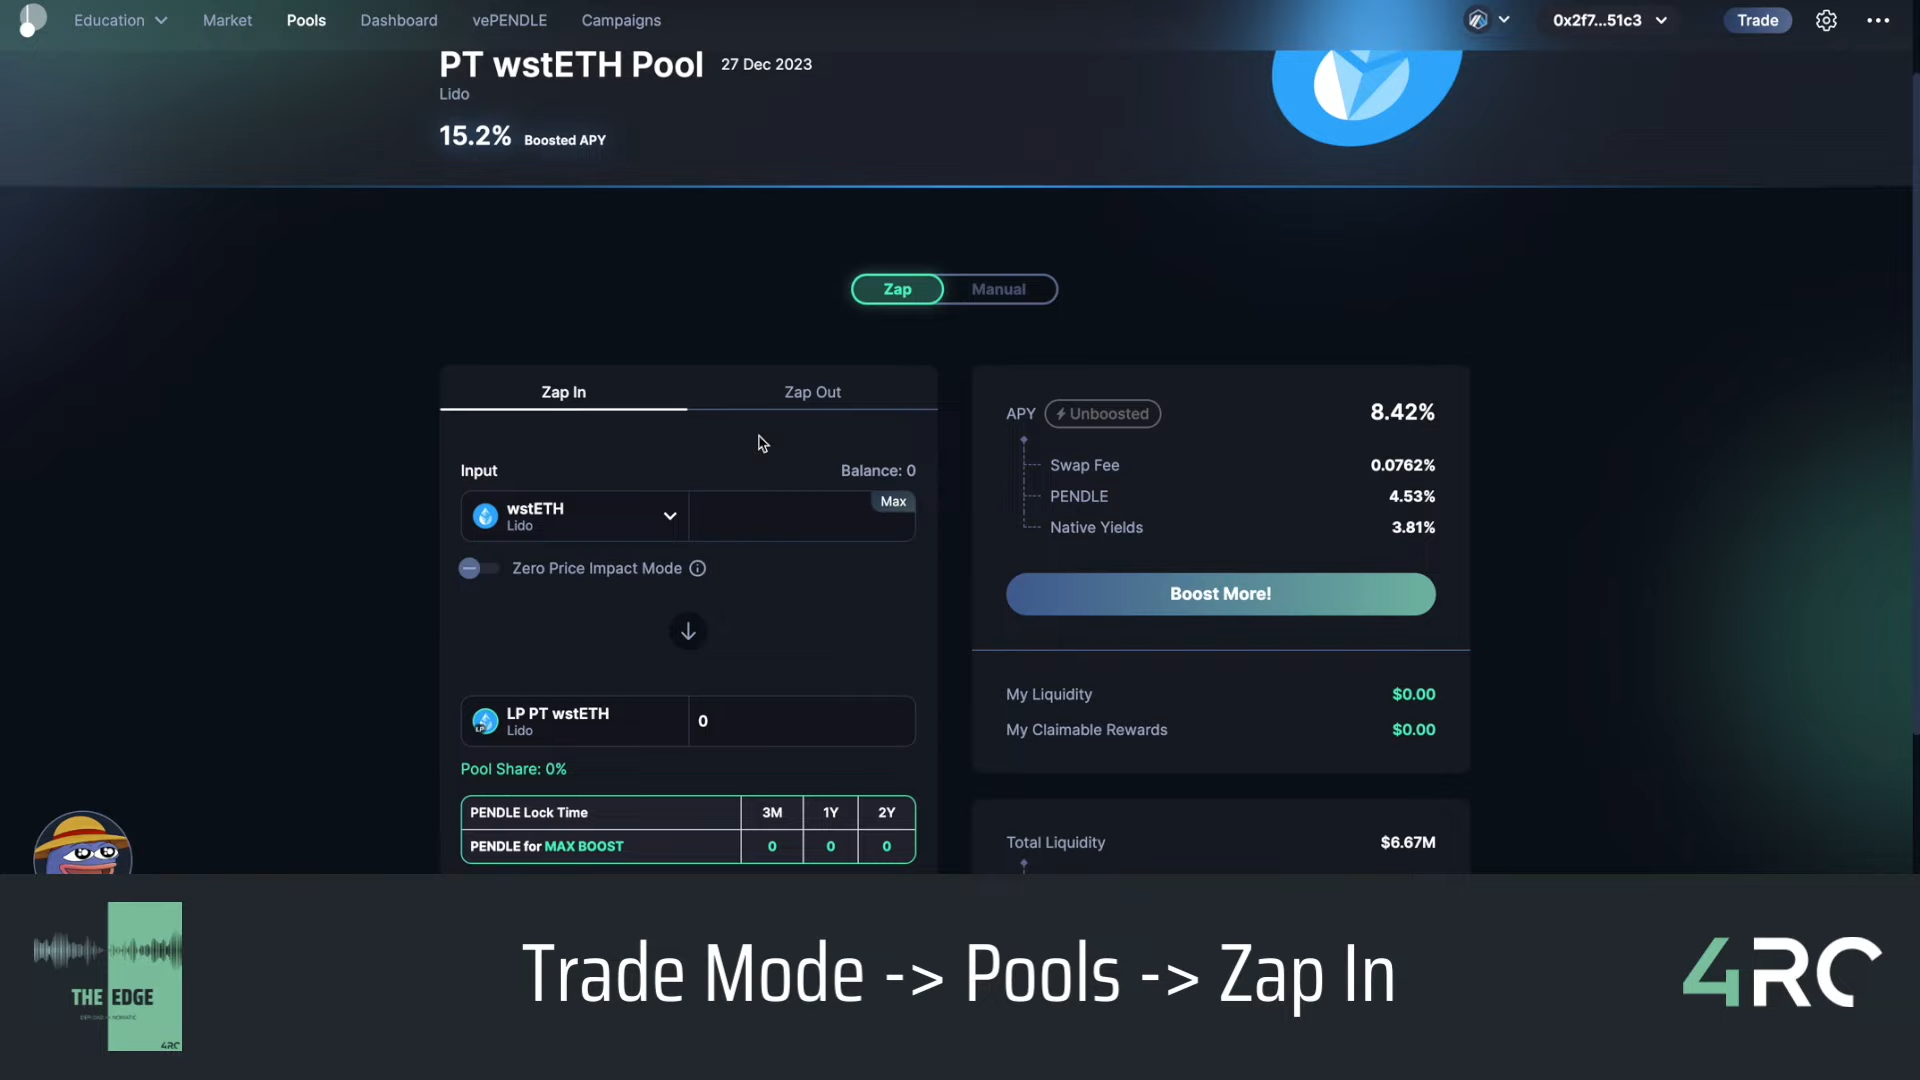 Education
Market
Pools
Dashboard
vePENDLE
Campaigns
0x2f7...51c3
Trade
PT wstETH Pool 27 Dec 2023
Lido
15.2% Boosted APY
Zap
Manual
Zap In
Zap Out
Input
Balance: 0
wstETH
Lido
Max
Zero Price Impact Mode
LP PT wstETH
Lido
0
Pool Share: 0%
PENDLE Lock Time 3M 1Y 2Y
PENDLE for MAX BOOST 0 0 0
APY Unboosted 8.42%
Swap Fee 0.0762%
PENDLE 4.53%
Native Yields 3.81%
Boost More!
My Liquidity $0.00
My Claimable Rewards $0.00
Total Liquidity $6.67M
THE EDGE
4RC
Trade Mode -> Pools -> Zap In
4RC